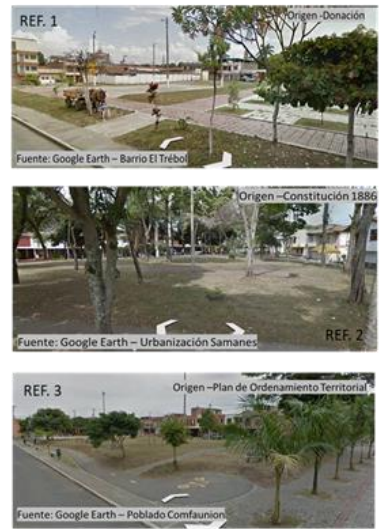 REF. 1
Origen -Donación
Fuente: Google Earth – Barrio El Trébol
Origen –Constitución 1886
Fuente: Google Earth – Urbanización Samanes
REF. 2
REF. 3
Origen –Plan de Ordenamiento Territorial
Fuente: Google Earth – Poblado Comfaunion